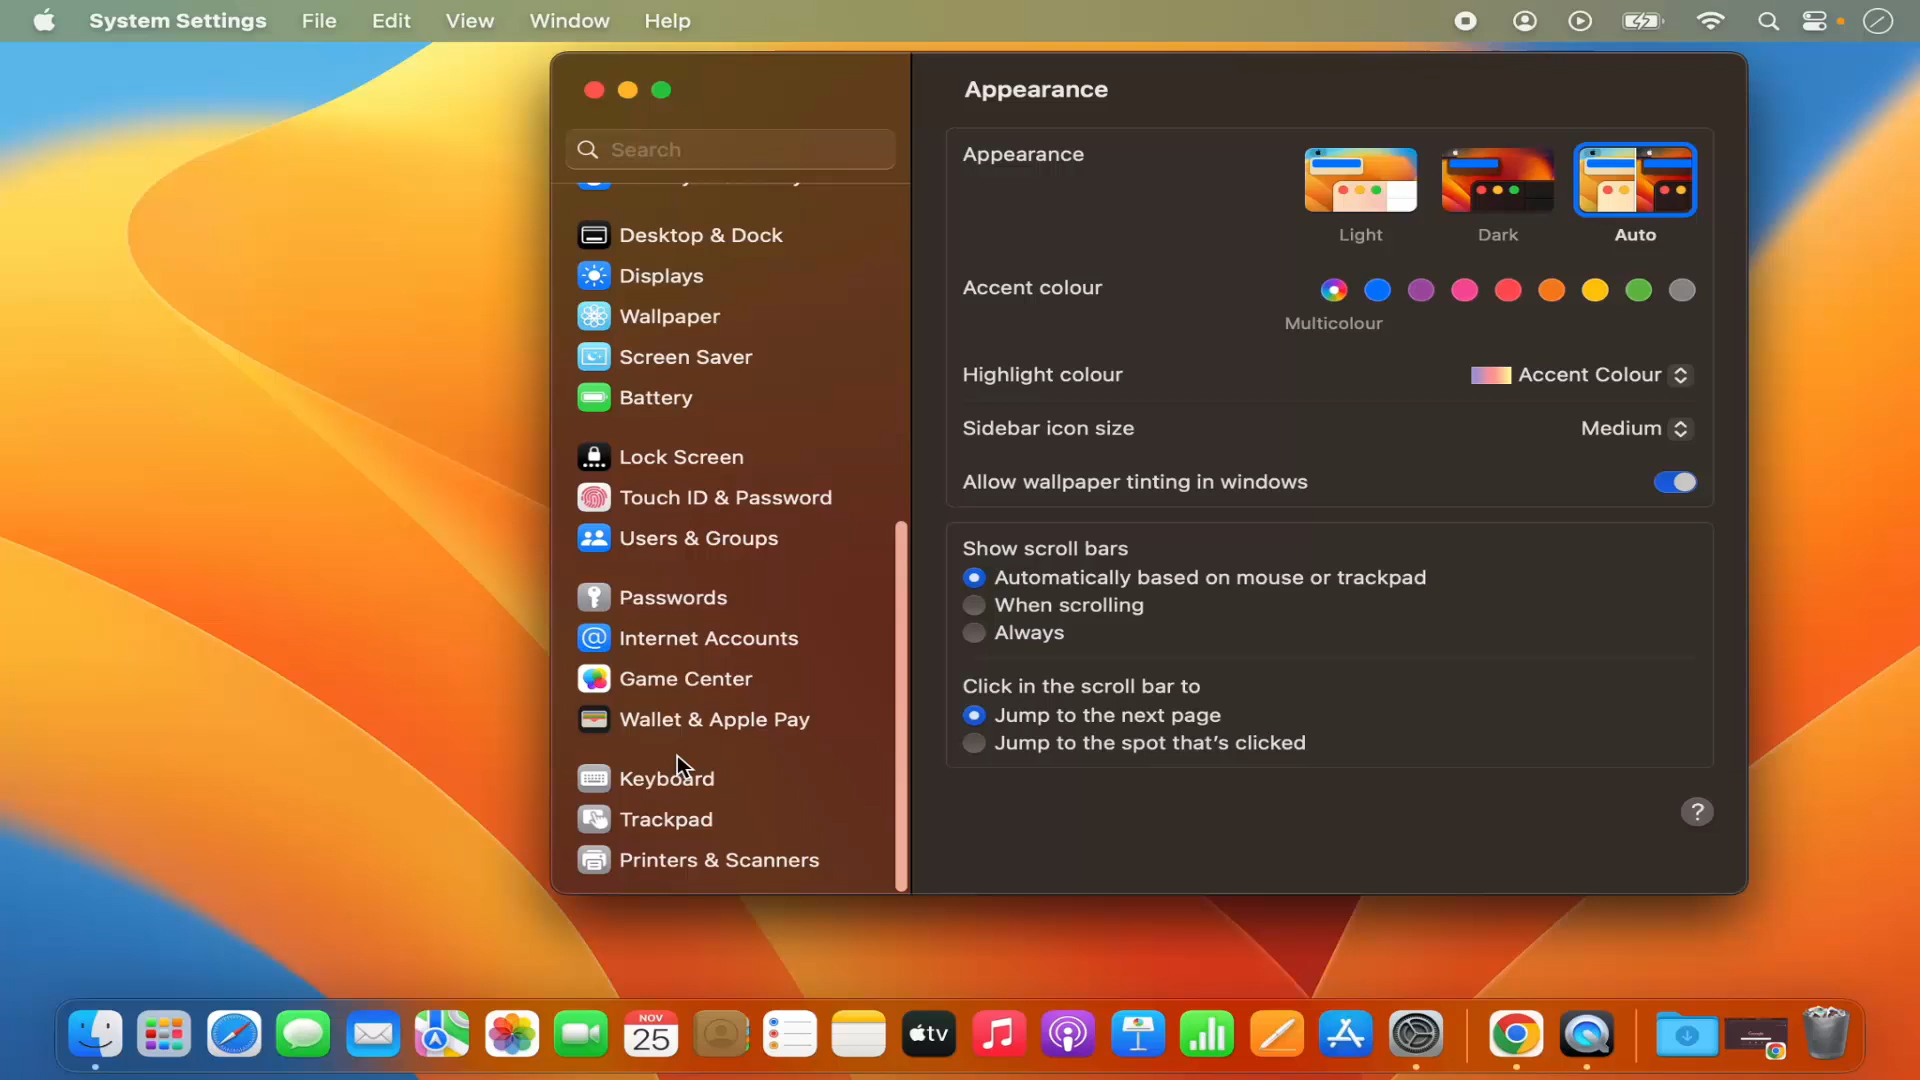 System Settings File Edit View Window Help
Appearance
Search
Desktop & Dock
Displays
Wallpaper
Screen Saver
Battery
Lock Screen
Touch ID & Password
Users & Groups
Passwords
Internet Accounts
Game Center
Wallet & Apple Pay
Keyboard
Trackpad
Printers & Scanners
Appearance
Light Dark Auto
Accent colour
Multicolour
Highlight colour Accent Colour
Sidebar icon size Medium
Allow wallpaper tinting in windows
Show scroll bars
Automatically based on mouse or trackpad
When scrolling
Always
Click in the scroll bar to
Jump to the next page
Jump to the spot that's clicked
?
NOV
25
tv